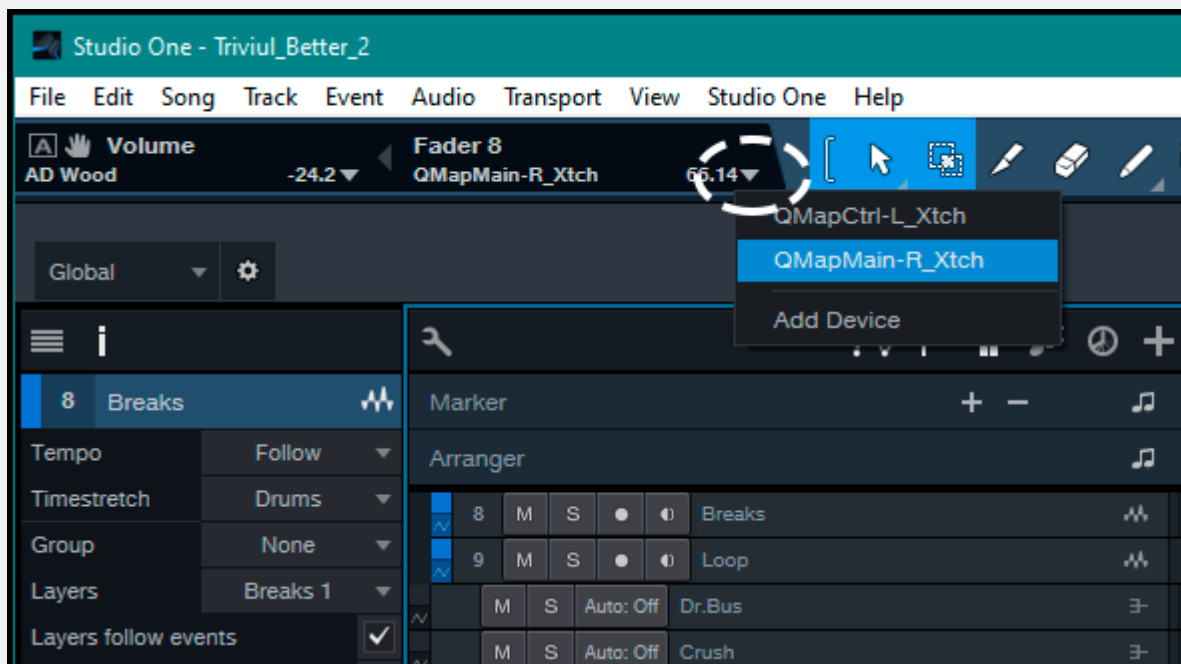 Studio One - Triviul_Better_2
File Edit Song Track Event Audio Transport View Studio One Help
A Volume Fader 8
AD Wood -24.2 QMapMain-R_Xtch 65.14
QMapCtrl-L_Xtch
Global QMapMain-R_Xtch
Add Device
i
8 Breaks Marker + −
Tempo Follow Arranger
Timestretch Drums 8 M S Breaks
Group None 9 M S Loop
Layers Breaks 1 M S Auto: Off Dr.Bus
Layers follow events M S Auto: Off Crush